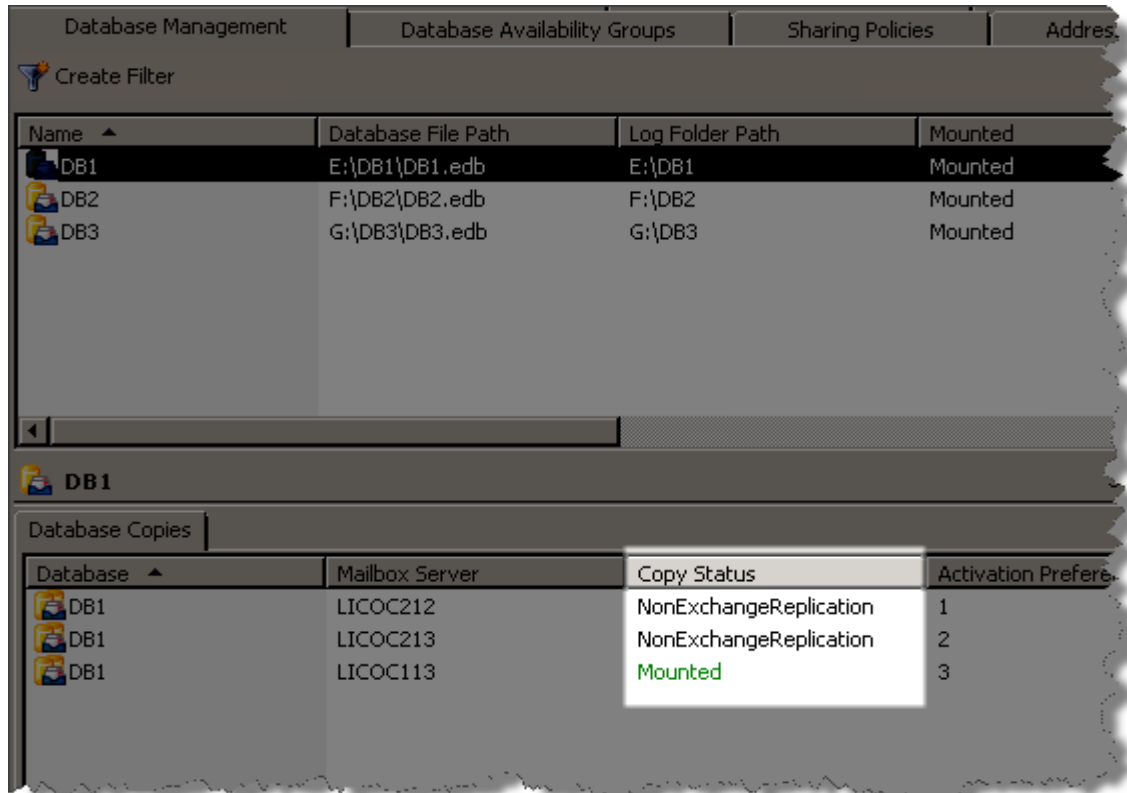 Database Management Database Availability Groups Sharing Policies
Create Filter
Name Database File Path Log Folder Path Mounted
DB1 E:\DB1\DB1.edb E:\DB1 Mounted
DB2 F:\DB2\DB2.edb F:\DB2 Mounted
DB3 G:\DB3\DB3.edb G:\DB3 Mounted
DB1
Database Copies
Database Mailbox Server Copy Status Activation
DB1 LICOC212 NonExchangeReplication 1
DB1 LICOC213 NonExchangeReplication 2
DB1 LICOC113 Mounted 3